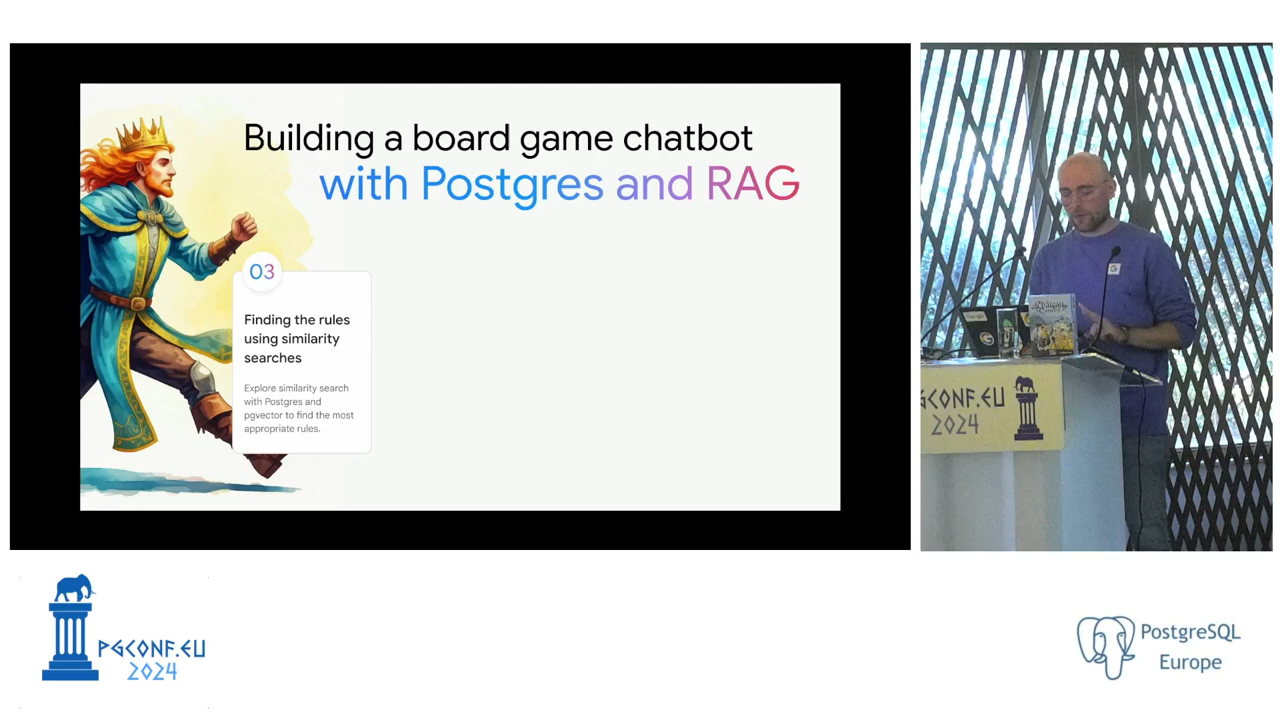 Building a board game chatbot
with Postgres and RAG
03
Finding the rules
using similarity
searches
Explore similarity search
with Postgres and
pgvector to find the most
appropriate rules.
GCONF.EU
2024
PGCONF.EU
2024
PostgreSQL
Europe